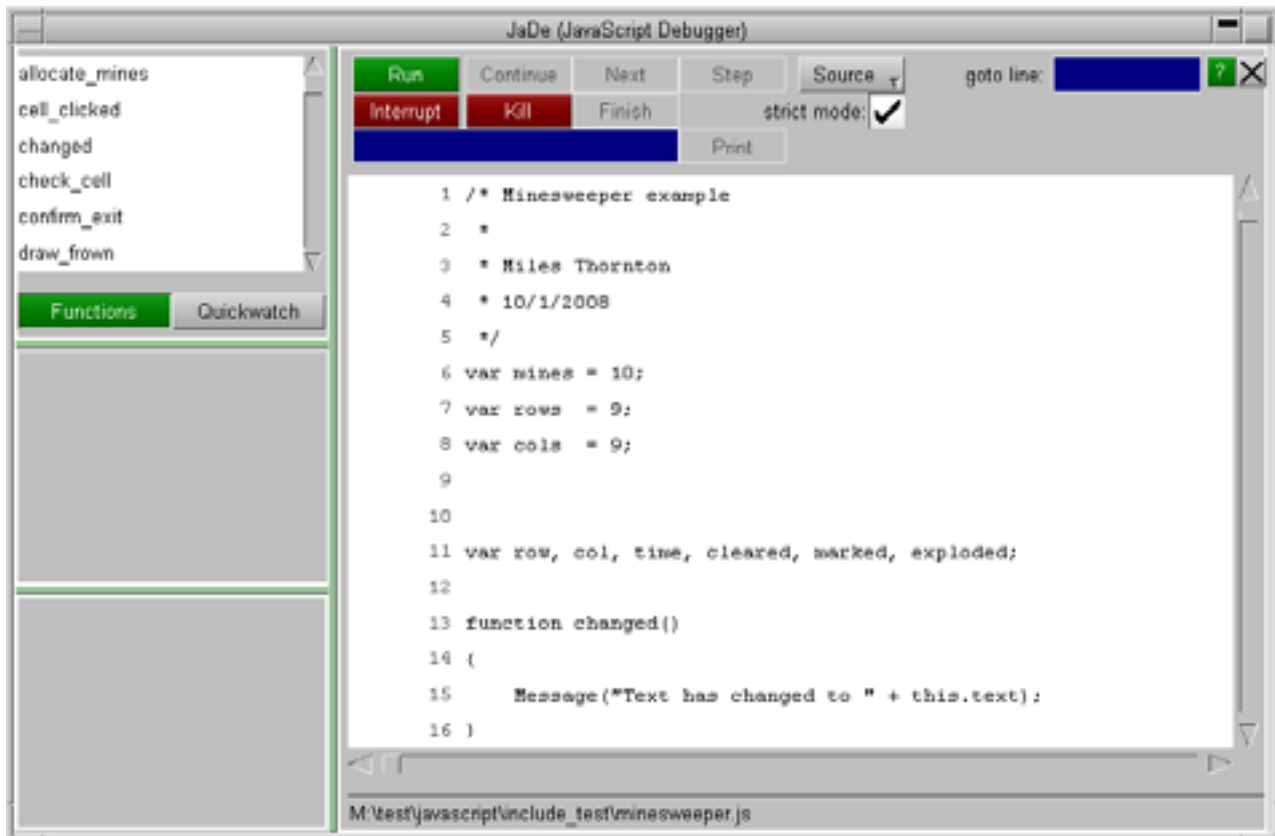 JaDe (JavaScript Debugger)
allocate_mines
cell_clicked
changed
check_cell
confirm_exit
draw_frown
Functions Quickwatch
Run Continue Next Step Source goto line: ?
Interrupt Kill Finish strict mode:
Print
1 /* Minesweeper example
2 *
3 * Miles Thornton
4 * 10/1/2008
5 */
6 var mines = 10;
7 var rows  = 9;
8 var cols  = 9;
9
10
11 var row, col, time, cleared, marked, exploded;
12
13 function changed()
14 {
15     Message("Text has changed to " + this.text);
16 }
M:\test\javascript\include_test\minesweeper.js